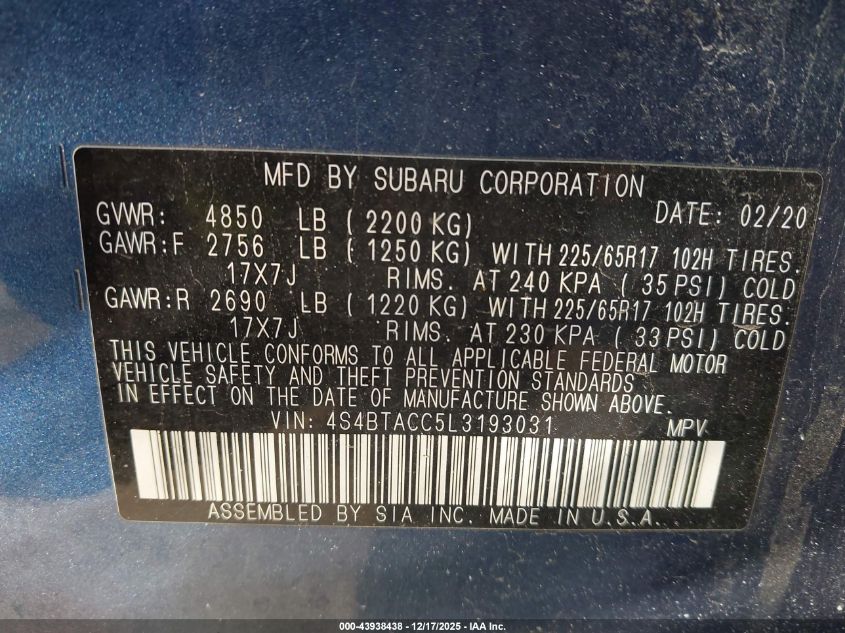 MFD BY SUBARU CORPORATION
GVWR: 4850 LB (2200 KG) DATE: 02/20
GAWR:F 2756 LB (1250 KG) WITH 225/65R17 102H TIRES.
17X7J RIMS. AT 240 KPA (35 PSI) COLD
GAWR:R 2690 LB (1220 KG) WITH 225/65R17 102H TIRES.
17X7J RIMS. AT 230 KPA (33 PSI) COLD
THIS VEHICLE CONFORMS TO ALL APPLICABLE FEDERAL MOTOR
VEHICLE SAFETY AND THEFT PREVENTION STANDARDS
IN EFFECT ON THE DATE OF MANUFACTURE SHOWN ABOVE.
VIN: 4S4BTACC5L3193031 MPV
ASSEMBLED BY SIA INC. MADE IN U.S.A.
000-43938438 - 12/17/2025 - IAA Inc.